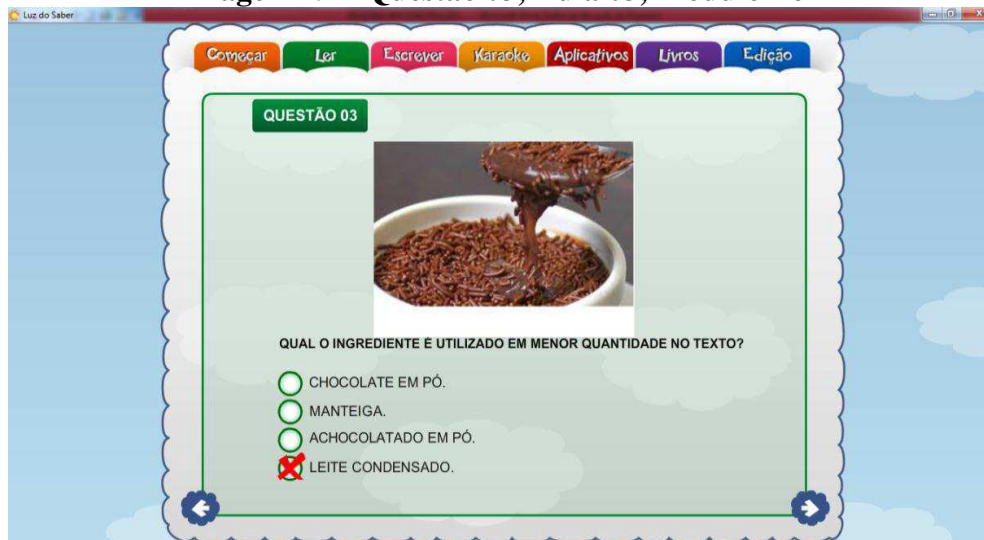 Luz do Saber
Começar Ler Escrever Karaoke Aplicativos Livros Edição
QUESTÃO 03
QUAL O INGREDIENTE É UTILIZADO EM MENOR QUANTIDADE NO TEXTO?
CHOCOLATE EM PÓ.
MANTEIGA.
ACHOCOLATADO EM PÓ.
LEITE CONDENSADO.